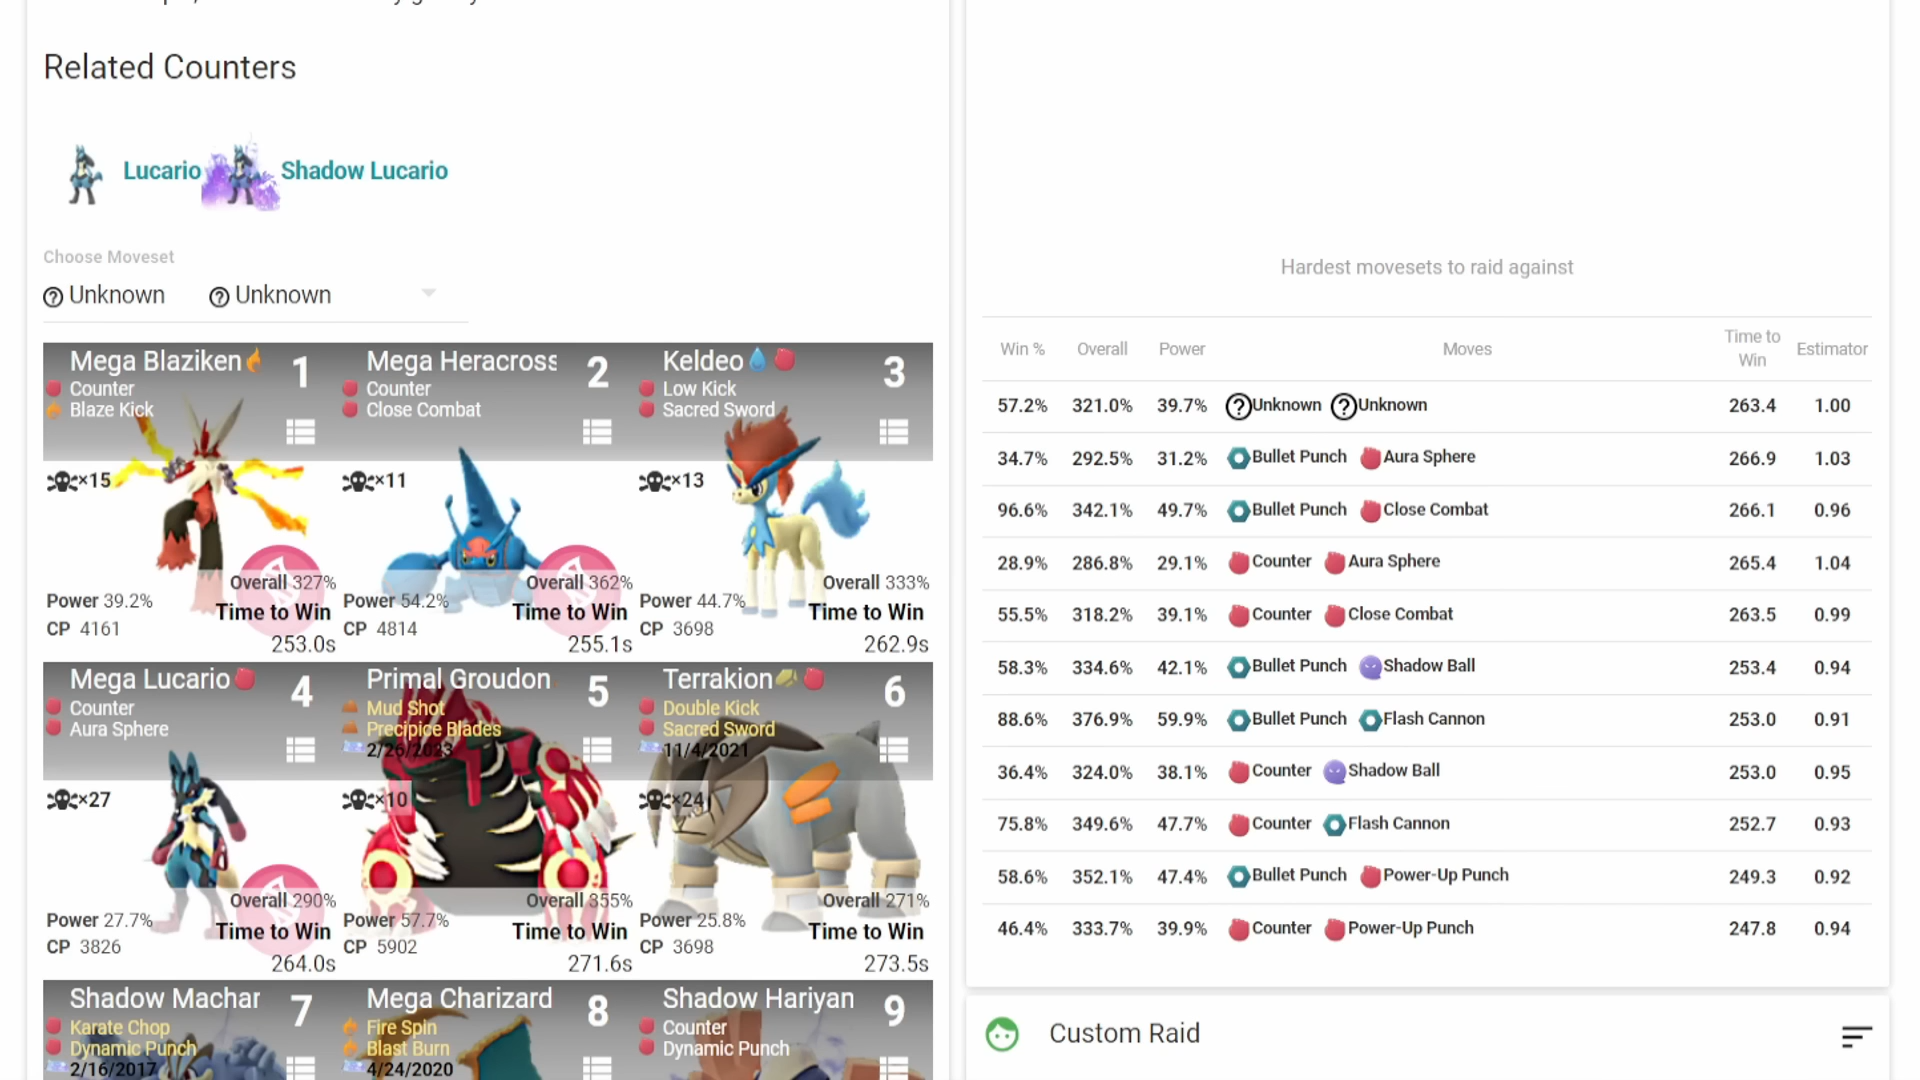 Related Counters
Lucario Shadow Lucario
Choose Moveset
Unknown Unknown
Mega Blaziken 1
Counter
Blaze Kick
×15
Overall 327%
Power 39.2%
Time to Win
CP 4161
253.0s
Mega Heracross 2
Counter
Close Combat
×11
Overall 362%
Power 54.2%
Time to Win
CP 4814
255.1s
Keldeo 3
Low Kick
Sacred Sword
×13
Overall 333%
Power 44.7%
Time to Win
CP 3698
262.9s
Mega Lucario 4
Counter
Aura Sphere
×27
Overall 290%
Power 27.7%
Time to Win
CP 3826
264.0s
Primal Groudon 5
Mud Shot
Precipice Blades
2/26/2023
×10
Overall 355%
Power 57.7%
Time to Win
CP 5902
271.6s
Terrakion 6
Double Kick
Sacred Sword
11/4/2021
×24
Overall 271%
Power 25.8%
Time to Win
CP 3698
273.5s
Shadow Machar 7
Karate Chop
Dynamic Punch
2/16/2017
Mega Charizard 8
Fire Spin
Blast Burn
4/24/2020
Shadow Hariyan 9
Counter
Dynamic Punch
Hardest movesets to raid against
Win % Overall Power Moves Time to Win Estimator
57.2% 321.0% 39.7% Unknown Unknown 263.4 1.00
34.7% 292.5% 31.2% Bullet Punch Aura Sphere 266.9 1.03
96.6% 342.1% 49.7% Bullet Punch Close Combat 266.1 0.96
28.9% 286.8% 29.1% Counter Aura Sphere 265.4 1.04
55.5% 318.2% 39.1% Counter Close Combat 263.5 0.99
58.3% 334.6% 42.1% Bullet Punch Shadow Ball 253.4 0.94
88.6% 376.9% 59.9% Bullet Punch Flash Cannon 253.0 0.91
36.4% 324.0% 38.1% Counter Shadow Ball 253.0 0.95
75.8% 349.6% 47.7% Counter Flash Cannon 252.7 0.93
58.6% 352.1% 47.4% Bullet Punch Power-Up Punch 249.3 0.92
46.4% 333.7% 39.9% Counter Power-Up Punch 247.8 0.94
Custom Raid